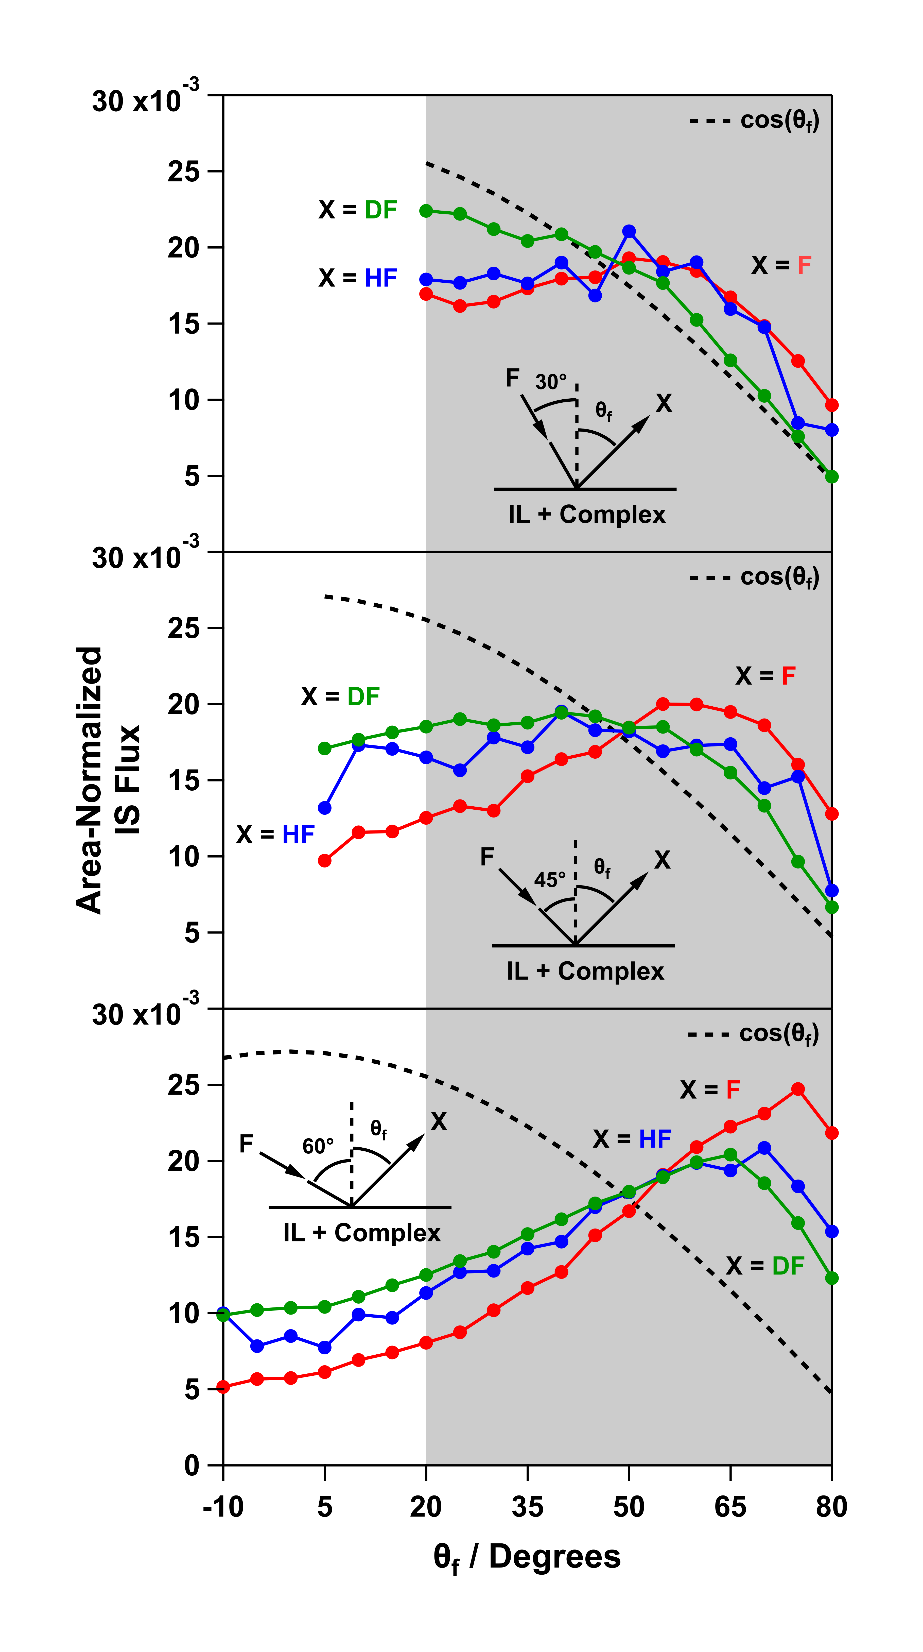 30 x10-3
cos(θf)
25
X = DF
20
X = HF
X = F
15
F
30°
θf
X
10
5
IL + Complex
30 x10-3
cos(θf)
25
X = F
X = DF
20
15
X = HF
F
45°
θf
X
10
5
IL + Complex
Area-Normalized
IS Flux
30 x10-3
cos(θf)
25
X = F
F
60°
θf
X
X = HF
20
IL + Complex
15
X = DF
10
5
0
-10 5 20 35 50 65 80
θf / Degrees